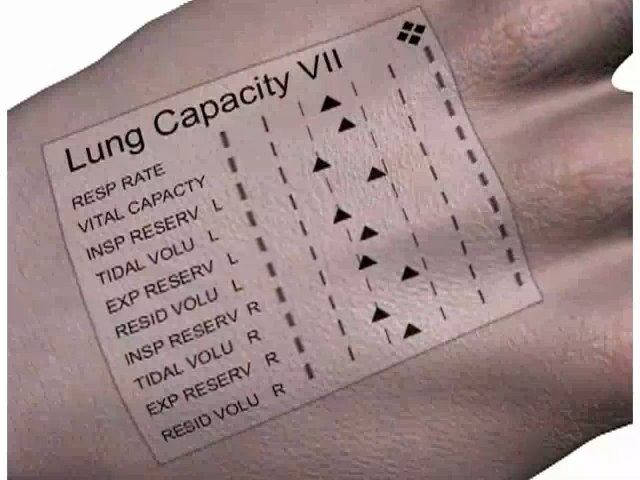 Lung Capacity VII
RESP RATE
VITAL CAPACTY
INSP RESERV L
TIDAL VOLU L
EXP RESERV L
RESID VOLU L
INSP RESERV R
TIDAL VOLU R
EXP RESERV R
RESID VOLU R